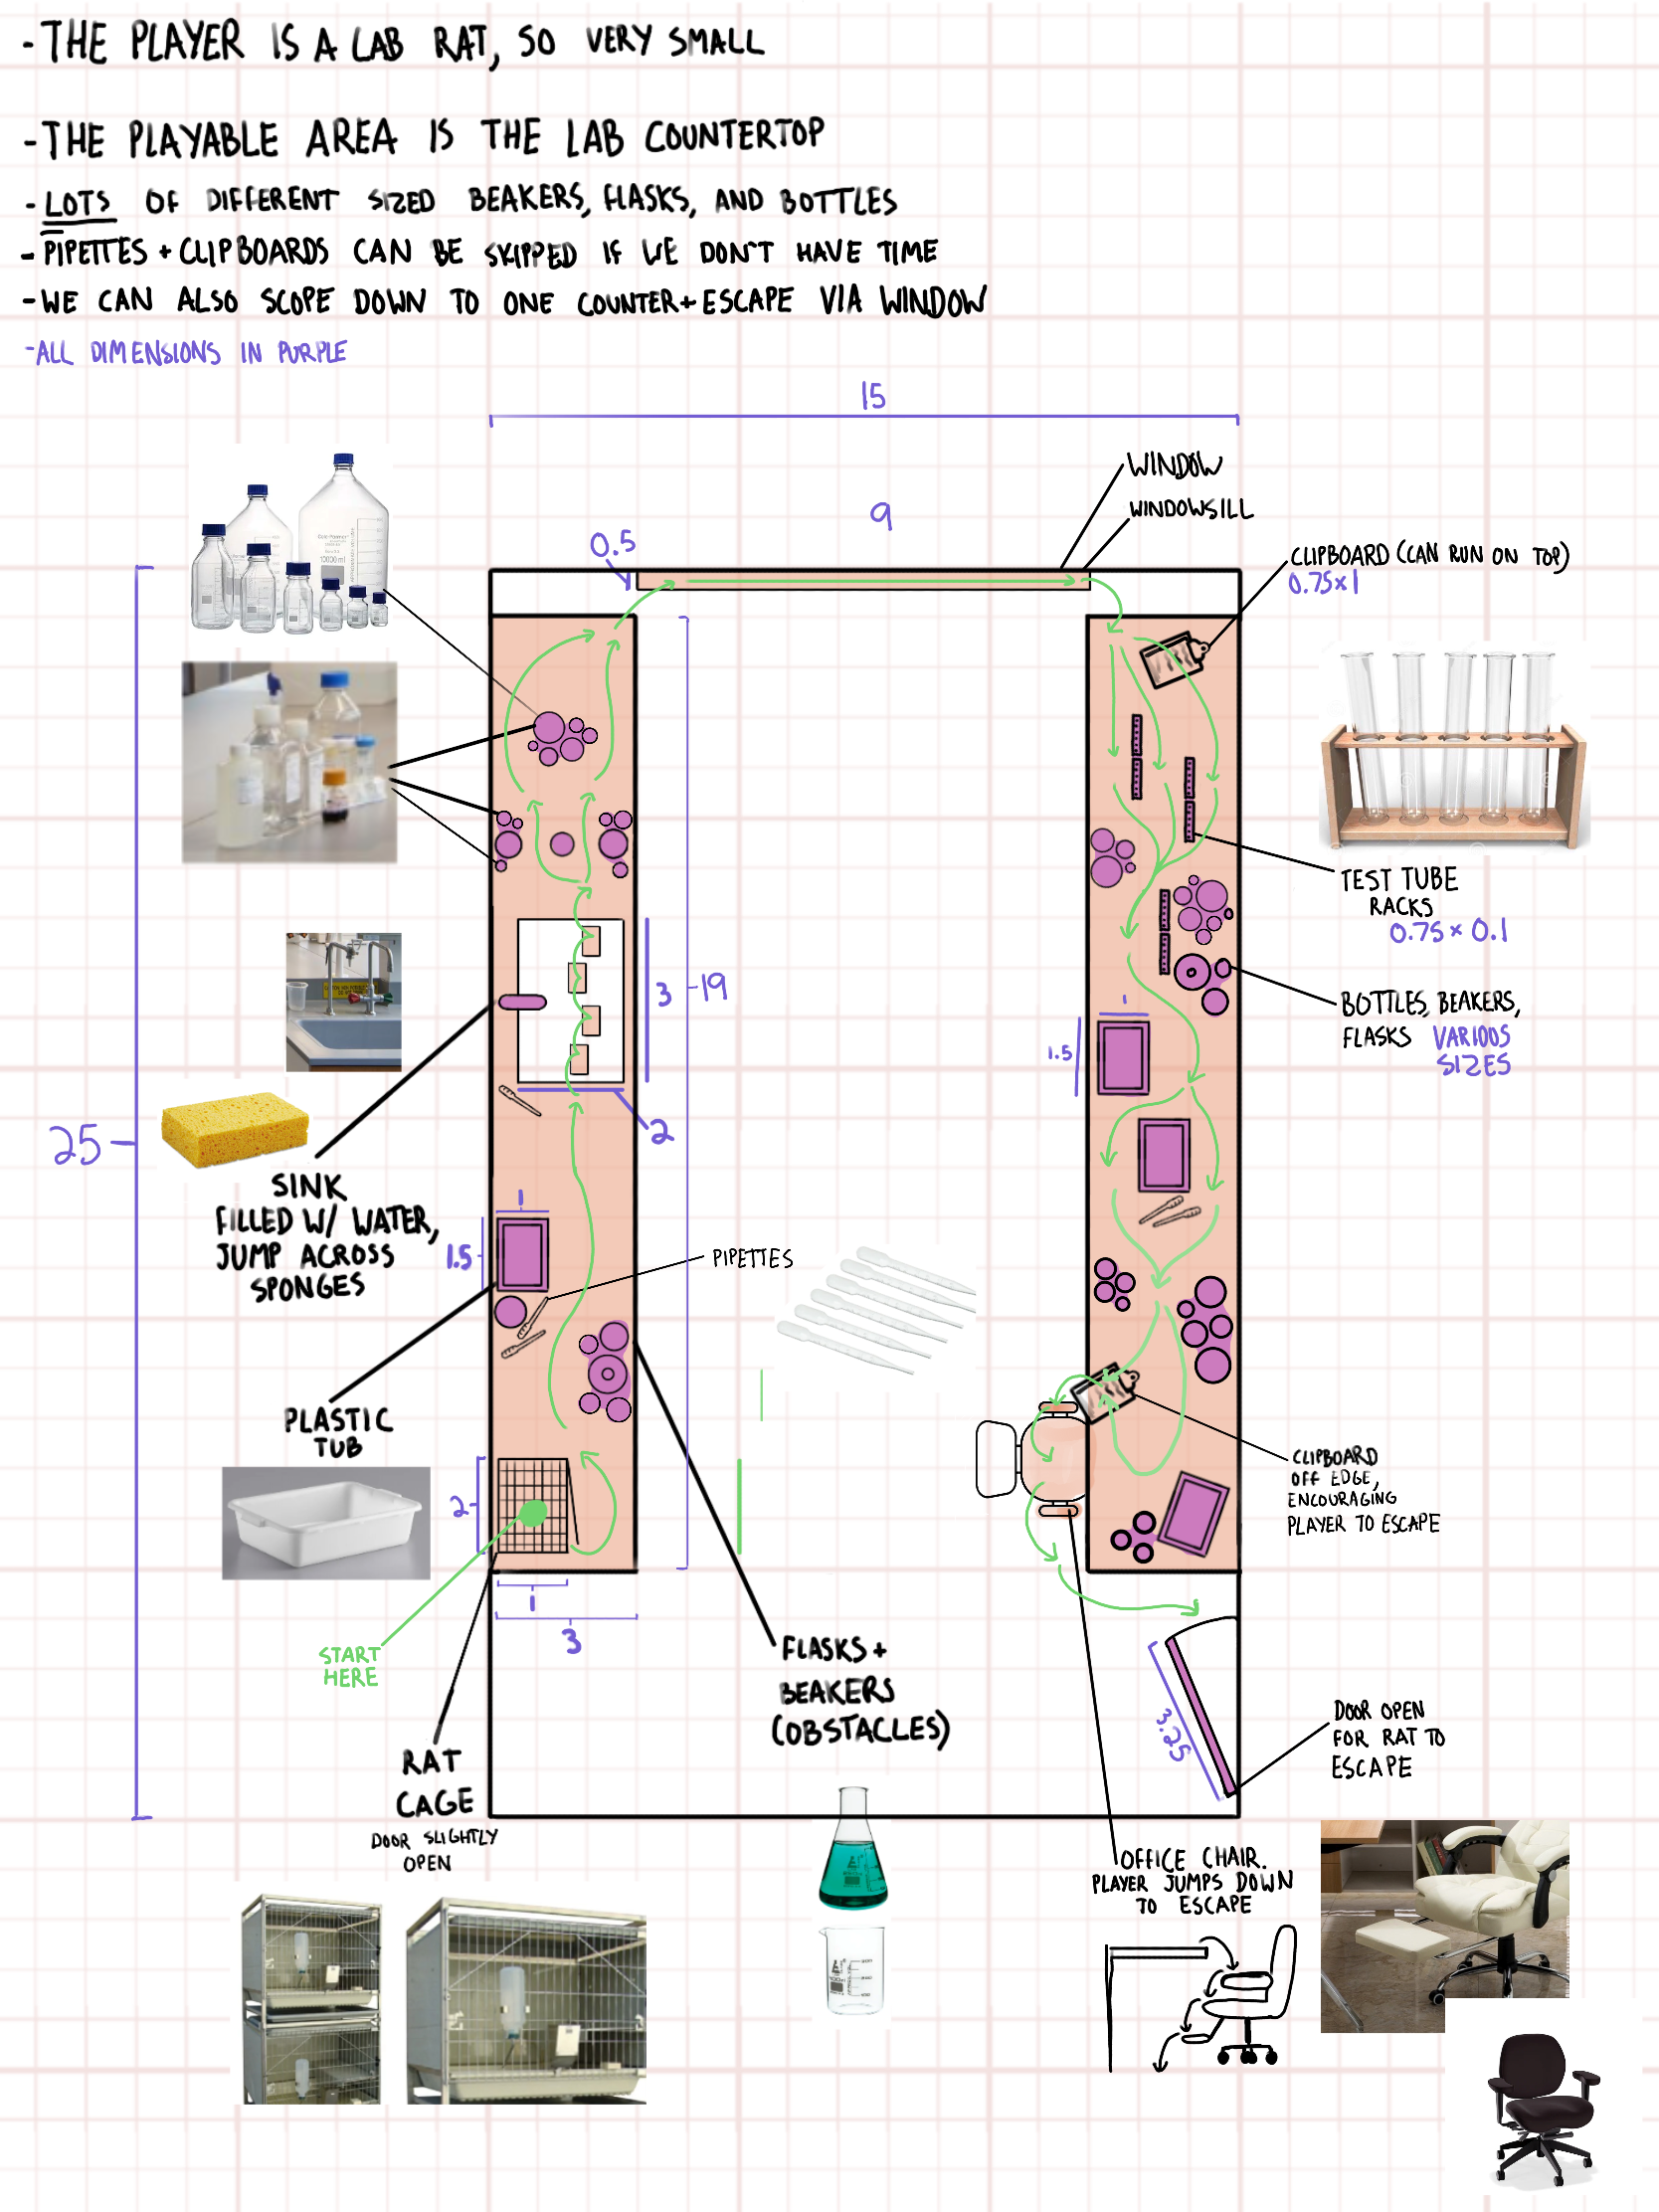 -THE PLAYER IS A LAB RAT, SO VERY SMALL
-THE PLAYABLE AREA IS THE LAB COUNTERTOP
-LOTS OF DIFFERENT SIZED BEAKERS, FLASKS, AND BOTTLES
-PIPETTES + CLIPBOARDS CAN BE SKIPPED IF WE DON'T HAVE TIME
-WE CAN ALSO SCOPE DOWN TO ONE COUNTER + ESCAPE VIA WINDOW
-ALL DIMENSIONS IN PURPLE
15
WINDOW
9
WINDOWSILL
0.5
CLIPBOARD (CAN RUN ON TOP)
0.75×1
TEST TUBE
RACKS
0.75 × 0.1
3
19
BOTTLES, BEAKERS,
FLASKS VARIOUS
SIZES
1
1.5
2
25
SINK
FILLED W/ WATER,
JUMP ACROSS
SPONGES
1
1.5
PIPETTES
PLASTIC
TUB
CLIPBOARD
OFF EDGE,
ENCOURAGING
PLAYER TO ESCAPE
2
1
3
START
HERE
FLASKS +
BEAKERS
(OBSTACLES)
3.25
DOOR OPEN
FOR RAT TO
ESCAPE
RAT
CAGE
DOOR SLIGHTLY
OPEN
OFFICE CHAIR.
PLAYER JUMPS DOWN
TO ESCAPE